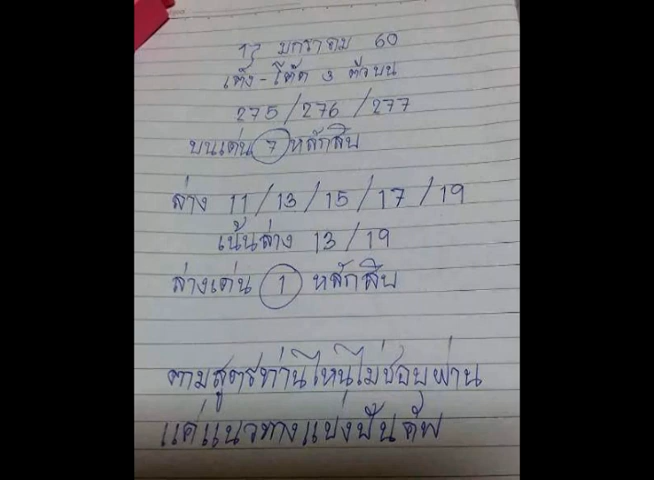 17 มกราคม 60
เต็ง - โต๊ด 3 ตัวบน
275 / 276 / 277
บนเด่น 7 หลักสิบ
ล่าง 11 / 13 / 15 / 17 / 19
เน้นล่าง 13 / 19
ล่างเด่น 1 หลักสิบ
ตามสูตรท่านไหนไม่ชอบผ่าน
แค่แนวทางแบ่งปันครับ